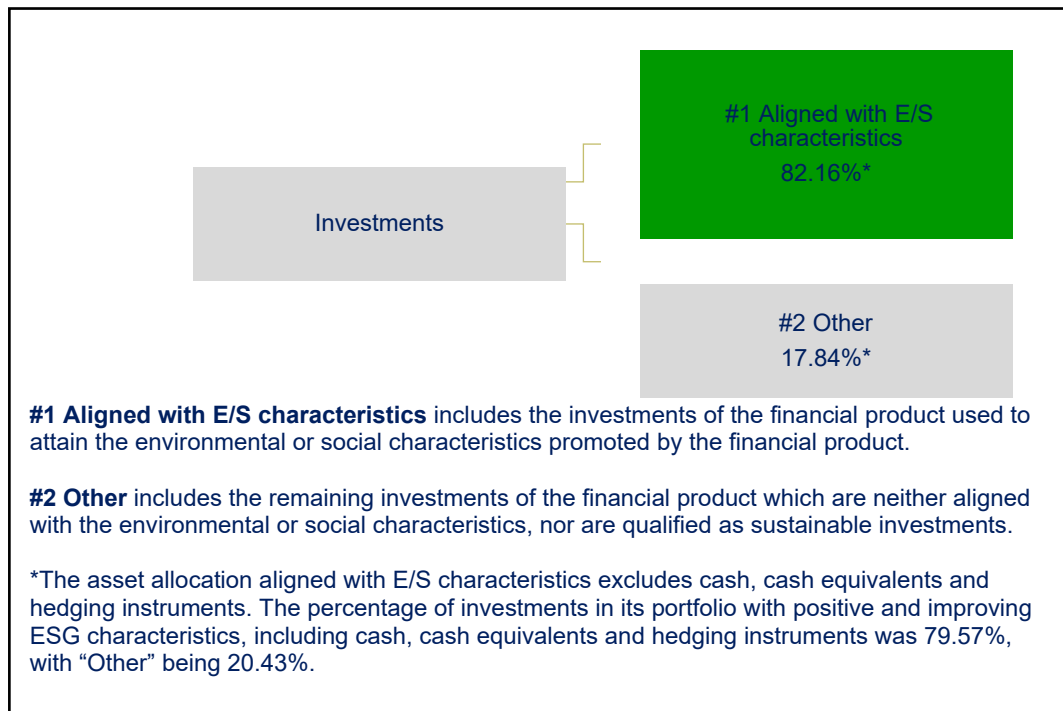 #1 Aligned with E/S
characteristics
82.16%*
Investments
#2 Other
17.84%*
#1 Aligned with E/S characteristics includes the investments of the financial product used to
attain the environmental or social characteristics promoted by the financial product.
#2 Other includes the remaining investments of the financial product which are neither aligned
with the environmental or social characteristics, nor are qualified as sustainable investments.
*The asset allocation aligned with E/S characteristics excludes cash, cash equivalents and
hedging instruments. The percentage of investments in its portfolio with positive and improving
ESG characteristics, including cash, cash equivalents and hedging instruments was 79.57%,
with “Other” being 20.43%.